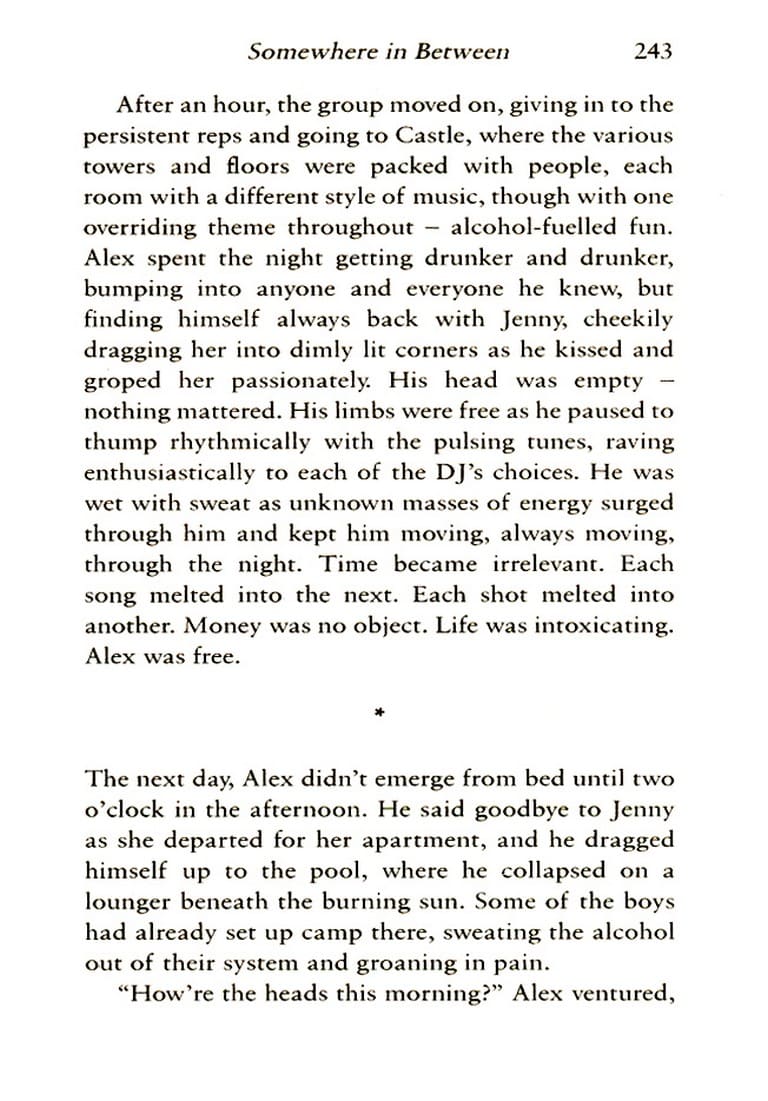 Somewhere in Between 243
After an hour, the group moved on, giving in to the
persistent reps and going to Castle, where the various
towers and floors were packed with people, each
room with a different style of music, though with one
overriding theme throughout – alcohol-fuelled fun.
Alex spent the night getting drunker and drunker,
bumping into anyone and everyone he knew, but
finding himself always back with Jenny, cheekily
dragging her into dimly lit corners as he kissed and
groped her passionately. His head was empty –
nothing mattered. His limbs were free as he paused to
thump rhythmically with the pulsing tunes, raving
enthusiastically to each of the DJ’s choices. He was
wet with sweat as unknown masses of energy surged
through him and kept him moving, always moving,
through the night. Time became irrelevant. Each
song melted into the next. Each shot melted into
another. Money was no object. Life was intoxicating.
Alex was free.
*
The next day, Alex didn’t emerge from bed until two
o’clock in the afternoon. He said goodbye to Jenny
as she departed for her apartment, and he dragged
himself up to the pool, where he collapsed on a
lounger beneath the burning sun. Some of the boys
had already set up camp there, sweating the alcohol
out of their system and groaning in pain.
“How’re the heads this morning?” Alex ventured,